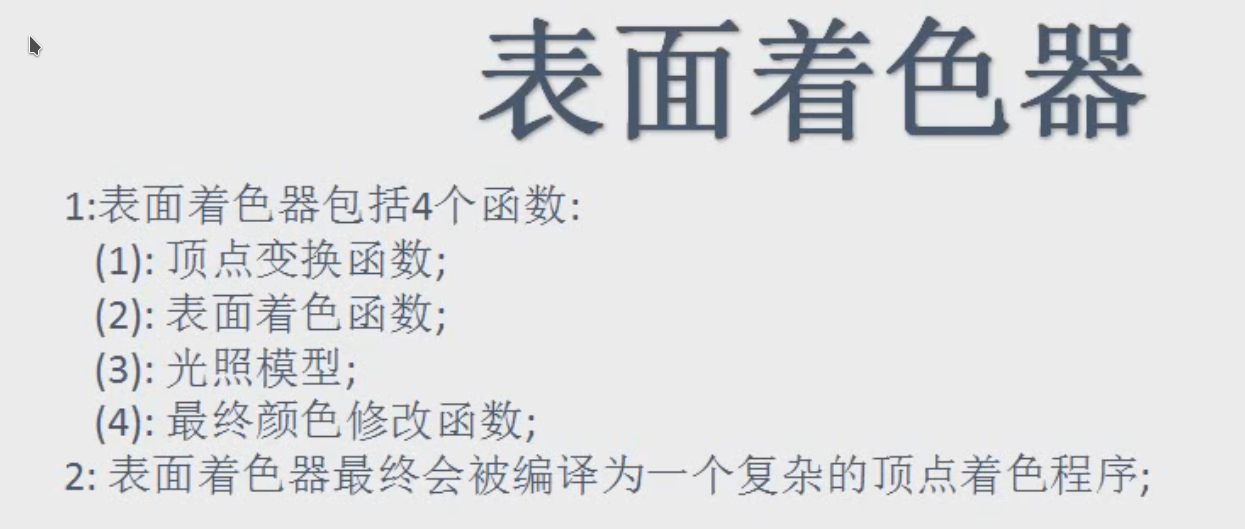 表面着色器
1:表面着色器包括4个函数:
(1): 顶点变换函数;
(2): 表面着色函数;
(3): 光照模型;
(4): 最终颜色修改函数;
2: 表面着色器最终会被编译为一个复杂的顶点着色程序;